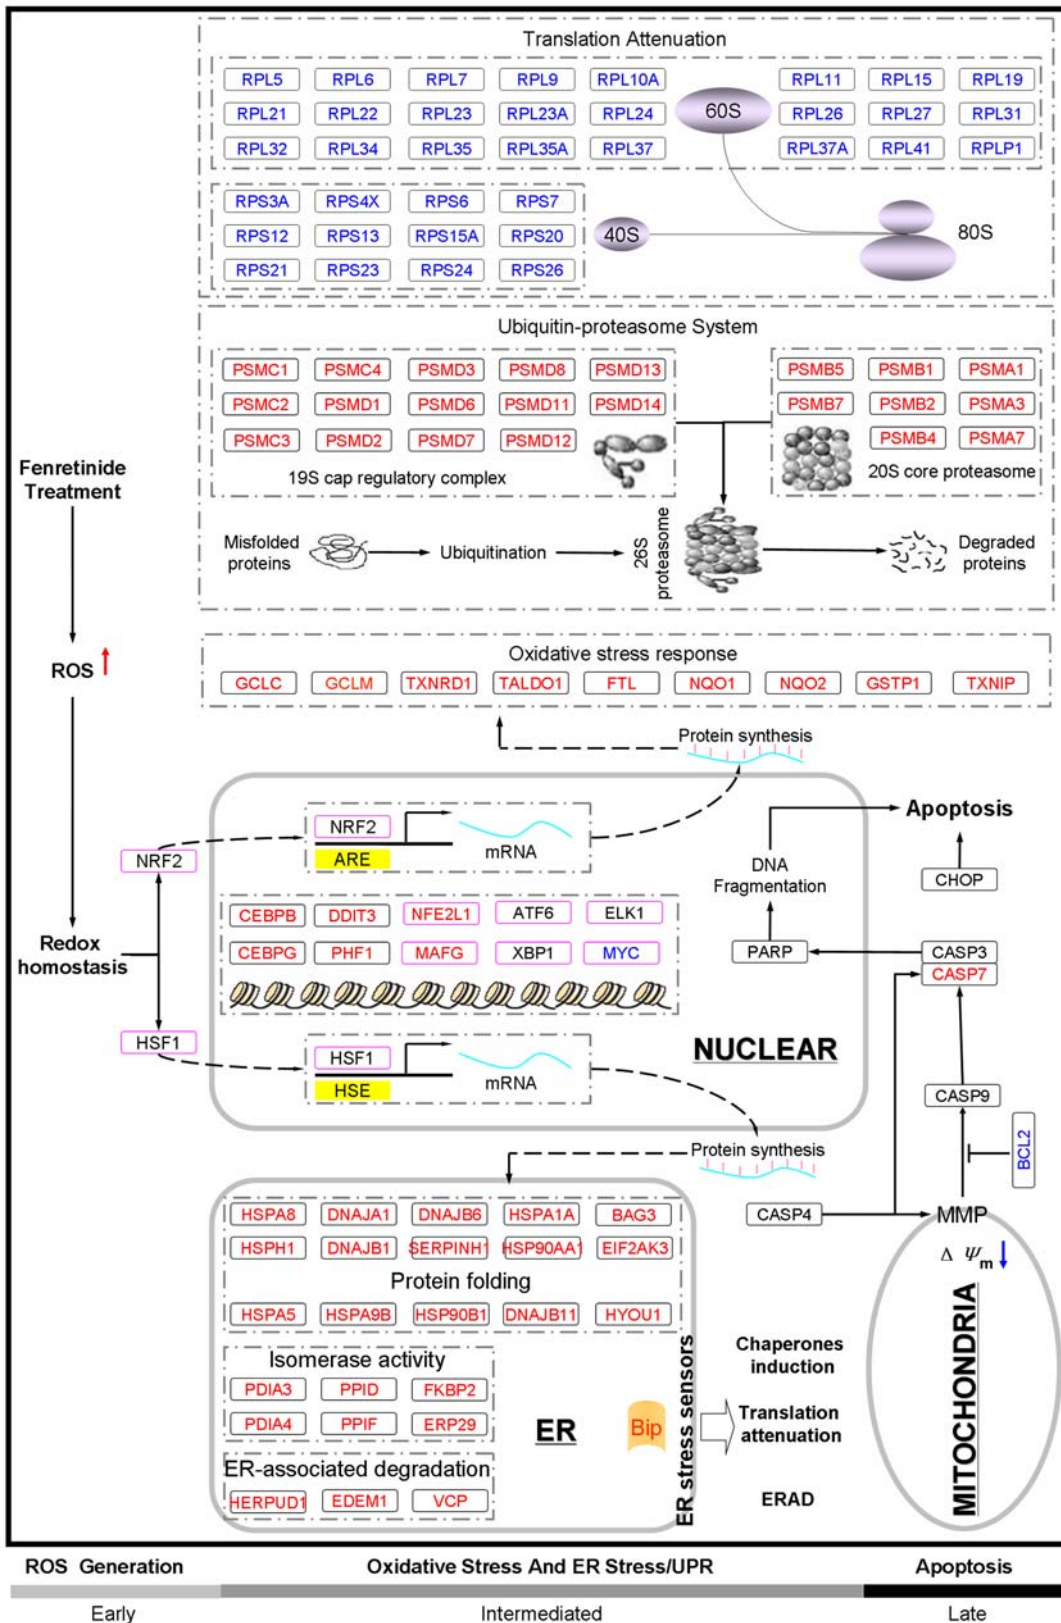 Translation Attenuation
RPL5 RPL6 RPL7 RPL9 RPL10A RPL11 RPL15 RPL19
RPL21 RPL22 RPL23 RPL23A RPL24 60S RPL26 RPL27 RPL31
RPL32 RPL34 RPL35 RPL35A RPL37 RPL37A RPL41 RPLP1
RPS3A RPS4X RPS6 RPS7
RPS12 RPS13 RPS15A RPS20 40S 80S
RPS21 RPS23 RPS24 RPS26
Ubiquitin-proteasome System
PSMC1 PSMC4 PSMD3 PSMD8 PSMD13 PSMB5 PSMB1 PSMA1
PSMC2 PSMD1 PSMD6 PSMD11 PSMD14 PSMB7 PSMB2 PSMA3
PSMC3 PSMD2 PSMD7 PSMD12 PSMB4 PSMA7
19S cap regulatory complex 20S core proteasome
Fenretinide
Treatment
Misfolded
proteins
Ubiquitination
26S
proteasome
Degraded
proteins
ROS
Oxidative stress response
GCLC GCLM TXNRD1 TALDO1 FTL NQO1 NQO2 GSTP1 TXNIP
Protein synthesis
NRF2
NRF2
ARE
mRNA
DNA
Fragmentation
Apoptosis
CHOP
CEBPB DDIT3 NFE2L1 ATF6 ELK1
CEBPG PHF1 MAFG XBP1 MYC
PARP
CASP3
CASP7
Redox
homostasis
HSF1
HSF1
HSE
mRNA
NUCLEAR
CASP9
BCL2
Protein synthesis
CASP4
MMP
Δ Ψm
MITOCHONDRIA
HSPA8 DNAJA1 DNAJB6 HSPA1A BAG3
HSPH1 DNAJB1 SERPINH1 HSP90AA1 EIF2AK3
Protein folding
HSPA5 HSPA9B HSP90B1 DNAJB11 HYOU1
Isomerase activity
PDIA3 PPID FKBP2
PDIA4 PPIF ERP29
ER
Bip
ER stress sensors
Chaperones
induction
Translation
attenuation
ERAD
ER-associated degradation
HERPUD1 EDEM1 VCP
ROS Generation Oxidative Stress And ER Stress/UPR Apoptosis
Early Intermediated Late